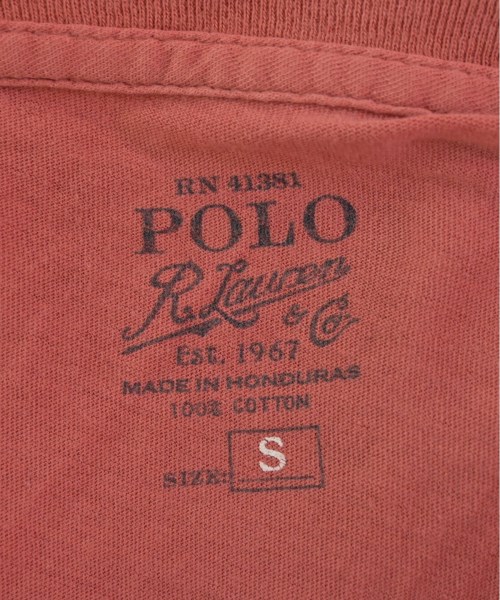 RN 41381
POLO
R. Lauren
& Co
Est. 1967
MADE IN HONDURAS
100% COTTON
SIZE: S